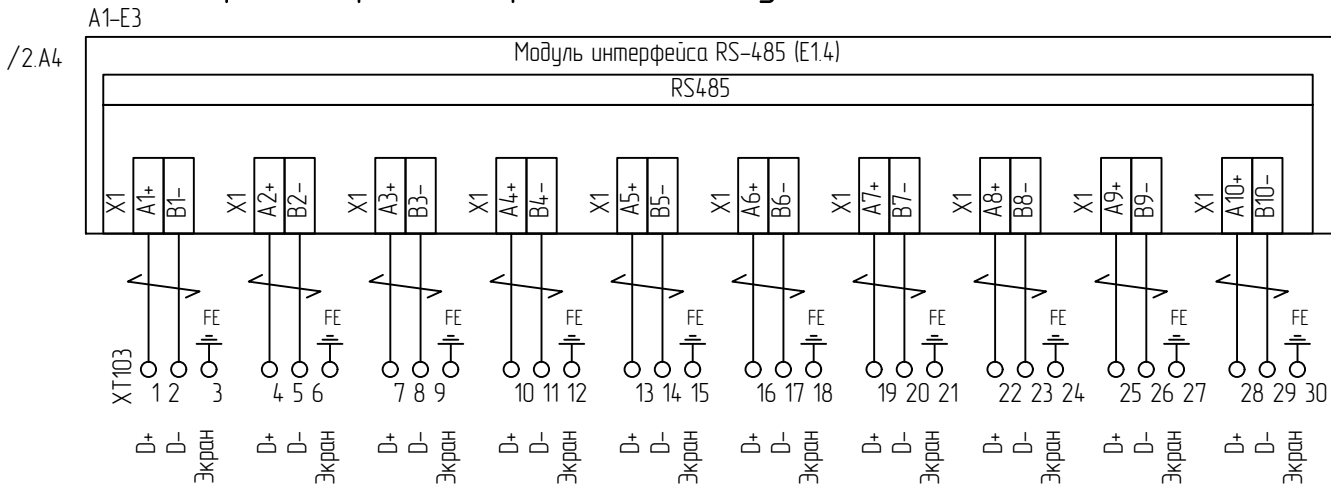 A1-E3
/2.A4
Модуль интерфейса RS-485 (E1.4)
RS485
X1 A1+ B1- X1 A2+ B2- X1 A3+ B3- X1 A4+ B4- X1 A5+ B5- X1 A6+ B6- X1 A7+ B7- X1 A8+ B8- X1 A9+ B9- X1 A10+ B10-
FE FE FE FE FE FE FE FE FE FE
XT103 1 2 3 4 5 6 7 8 9 10 11 12 13 14 15 16 17 18 19 20 21 22 23 24 25 26 27 28 29 30
D+ D- Экран D+ D- Экран D+ D- Экран D+ D- Экран D+ D- Экран D+ D- Экран D+ D- Экран D+ D- Экран D+ D- Экран D+ D- Экран